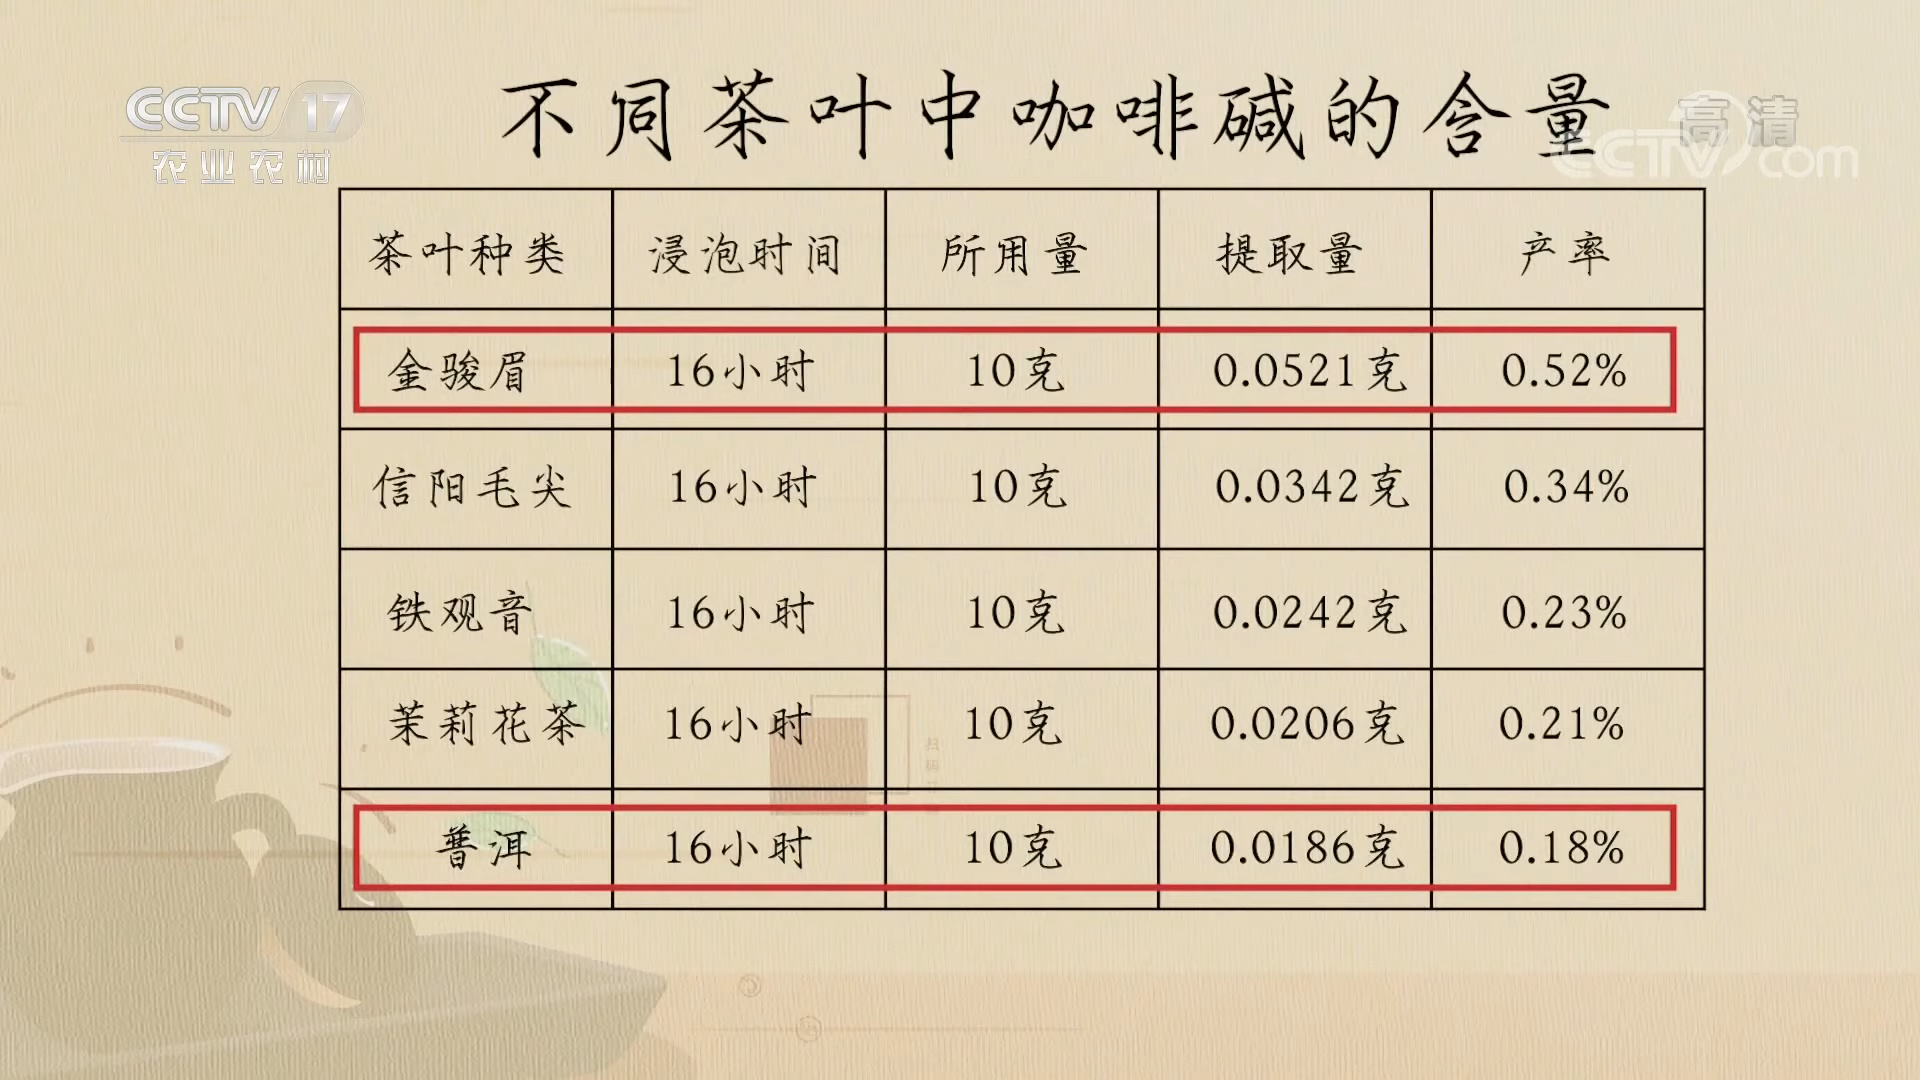 CCTV 17
农业农村
高清
CCTV.com
不同茶叶中咖啡碱的含量
茶叶种类 浸泡时间 所用量 提取量 产率
金骏眉 16小时 10克 0.0521克 0.52%
信阳毛尖 16小时 10克 0.0342克 0.34%
铁观音 16小时 10克 0.0242克 0.23%
茉莉花茶 16小时 10克 0.0206克 0.21%
普洱 16小时 10克 0.0186克 0.18%